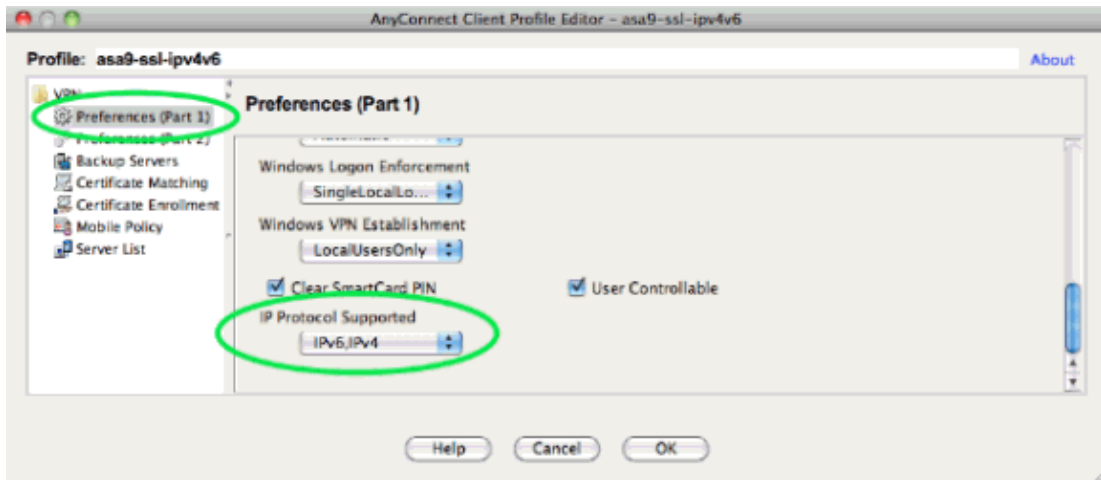 AnyConnect Client Profile Editor - asa9-ssl-ipv4v6
Profile: asa9-ssl-ipv4v6
About
VPN
Preferences (Part 1)
Preferences (Part 2)
Backup Servers
Certificate Matching
Certificate Enrollment
Mobile Policy
Server List
Preferences (Part 1)
Automatic
Windows Logon Enforcement
SingleLocalLo...
Windows VPN Establishment
LocalUsersOnly
Clear SmartCard PIN
User Controllable
IP Protocol Supported
IPv6,IPv4
Help
Cancel
OK